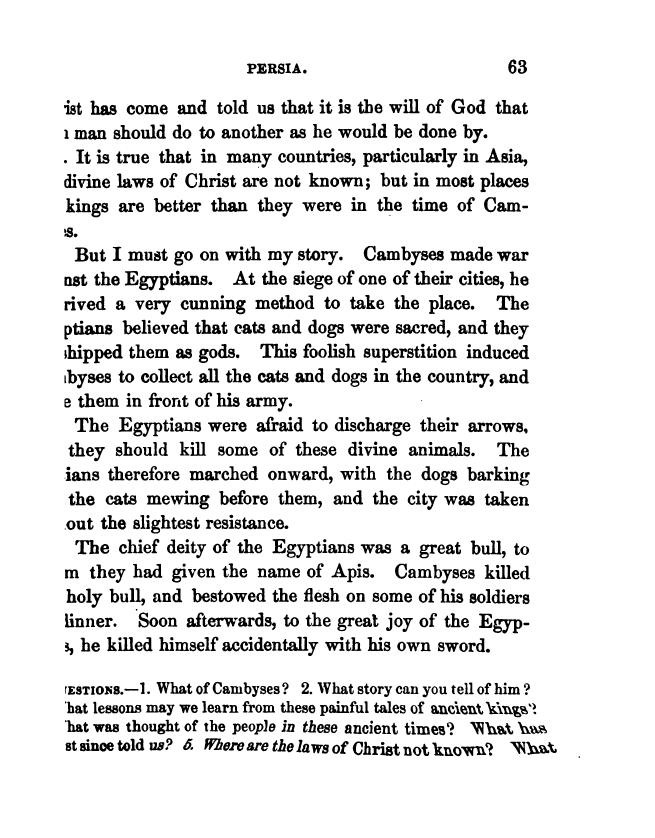 PERSIA. 63
ist has come and told us that it is the will of God that
man should do to another as he would be done by.
. It is true that in many countries, particularly in Asia,
divine laws of Christ are not known; but in most places
kings are better than they were in the time of Cam-
s.
But I must go on with my story. Cambyses made war
nst the Egyptians. At the siege of one of their cities, he
rived a very cunning method to take the place. The
ptians believed that cats and dogs were sacred, and they
hipped them as gods. This foolish superstition induced
byses to collect all the cats and dogs in the country, and
e them in front of his army.
The Egyptians were afraid to discharge their arrows,
they should kill some of these divine animals. The
ians therefore marched onward, with the dogs barking
the cats mewing before them, and the city was taken
out the slightest resistance.
The chief deity of the Egyptians was a great bull, to
m they had given the name of Apis. Cambyses killed
holy bull, and bestowed the flesh on some of his soldiers
linner. Soon afterwards, to the great joy of the Egyp-
s, he killed himself accidentally with his own sword.
ESTIONS.—1. What of Cambyses? 2. What story can you tell of him?
hat lessons may we learn from these painful tales of ancient kings?
hat was thought of the people in these ancient times? What has
st since told us? 5. Where are the laws of Christ not known? What